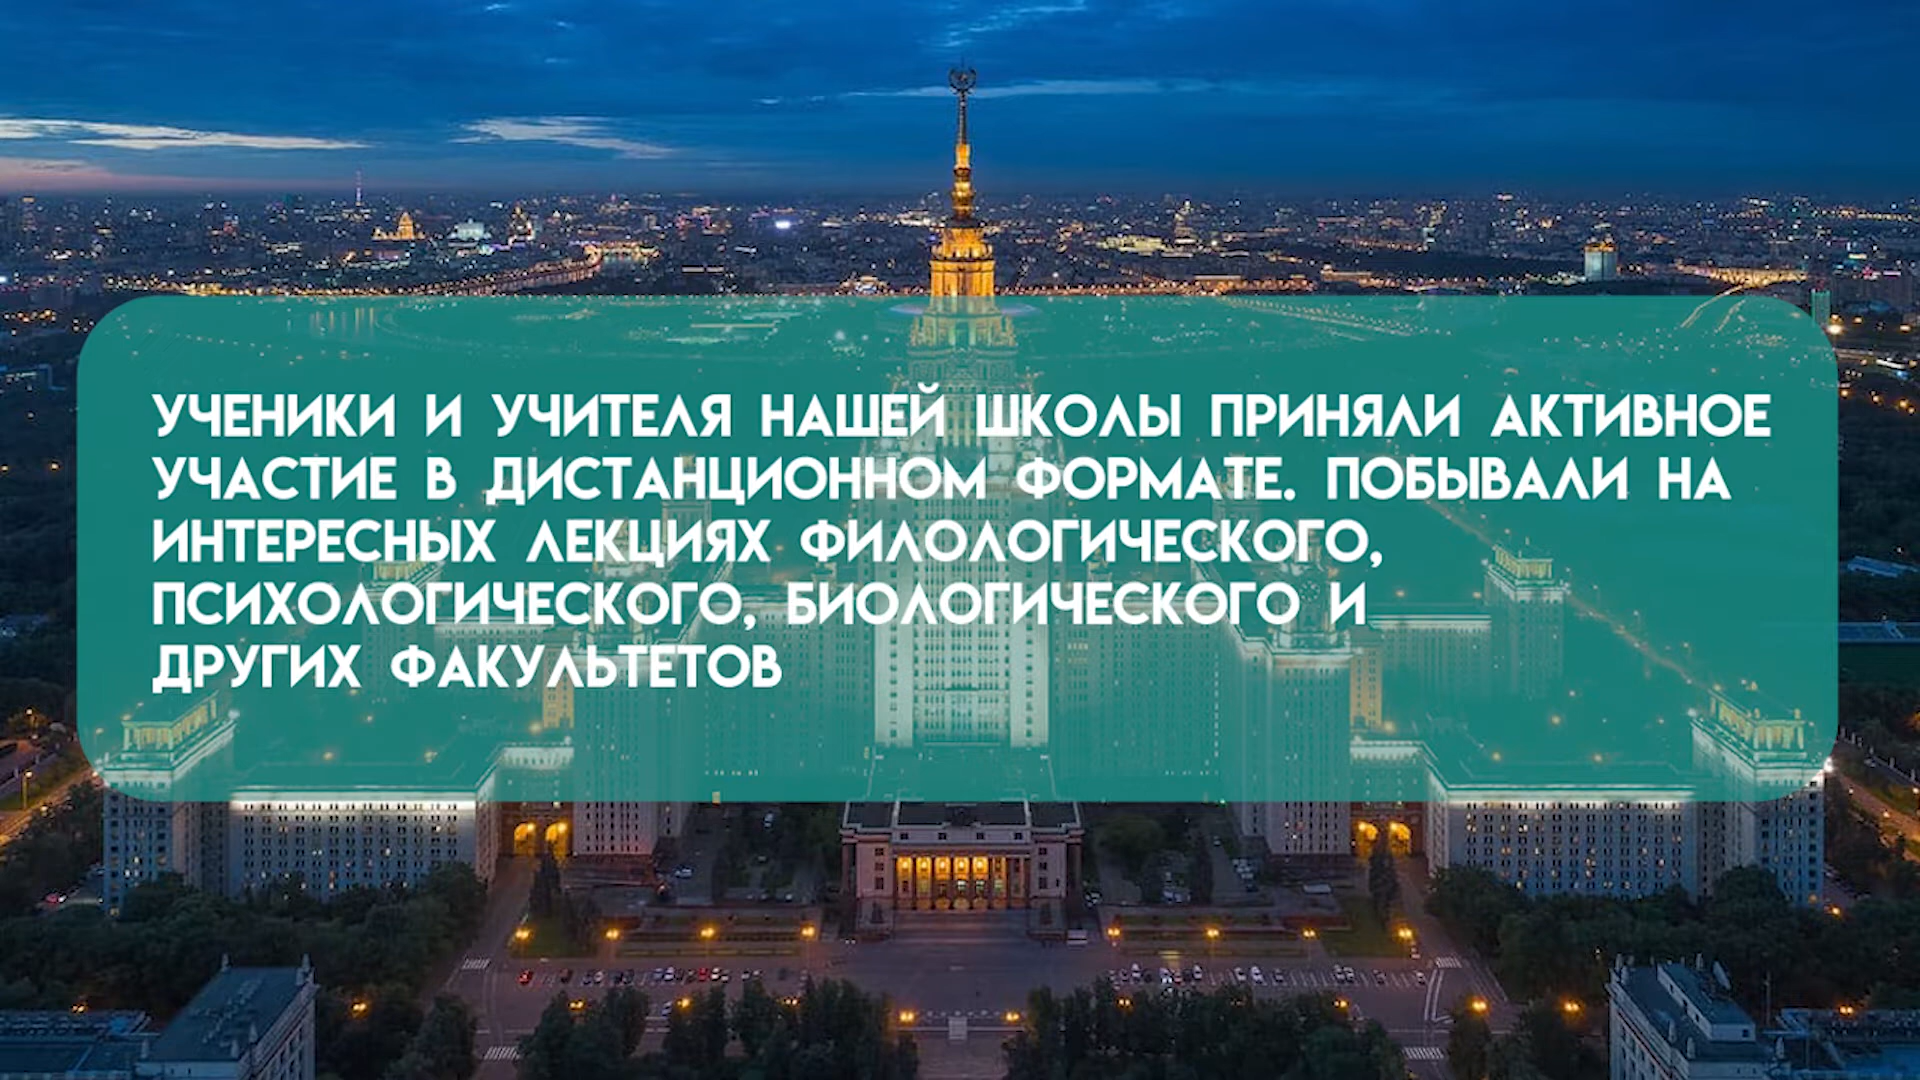 УЧЕНИКИ И УЧИТЕЛЯ НАШЕЙ ШКОЛЫ ПРИНЯЛИ АКТИВНОЕ
УЧАСТИЕ В ДИСТАНЦИОННОМ ФОРМАТЕ. ПОБЫВАЛИ НА
ИНТЕРЕСНЫХ ЛЕКЦИЯХ ФИЛОЛОГИЧЕСКОГО,
ПСИХОЛОГИЧЕСКОГО, БИОЛОГИЧЕСКОГО И
ДРУГИХ ФАКУЛЬТЕТОВ